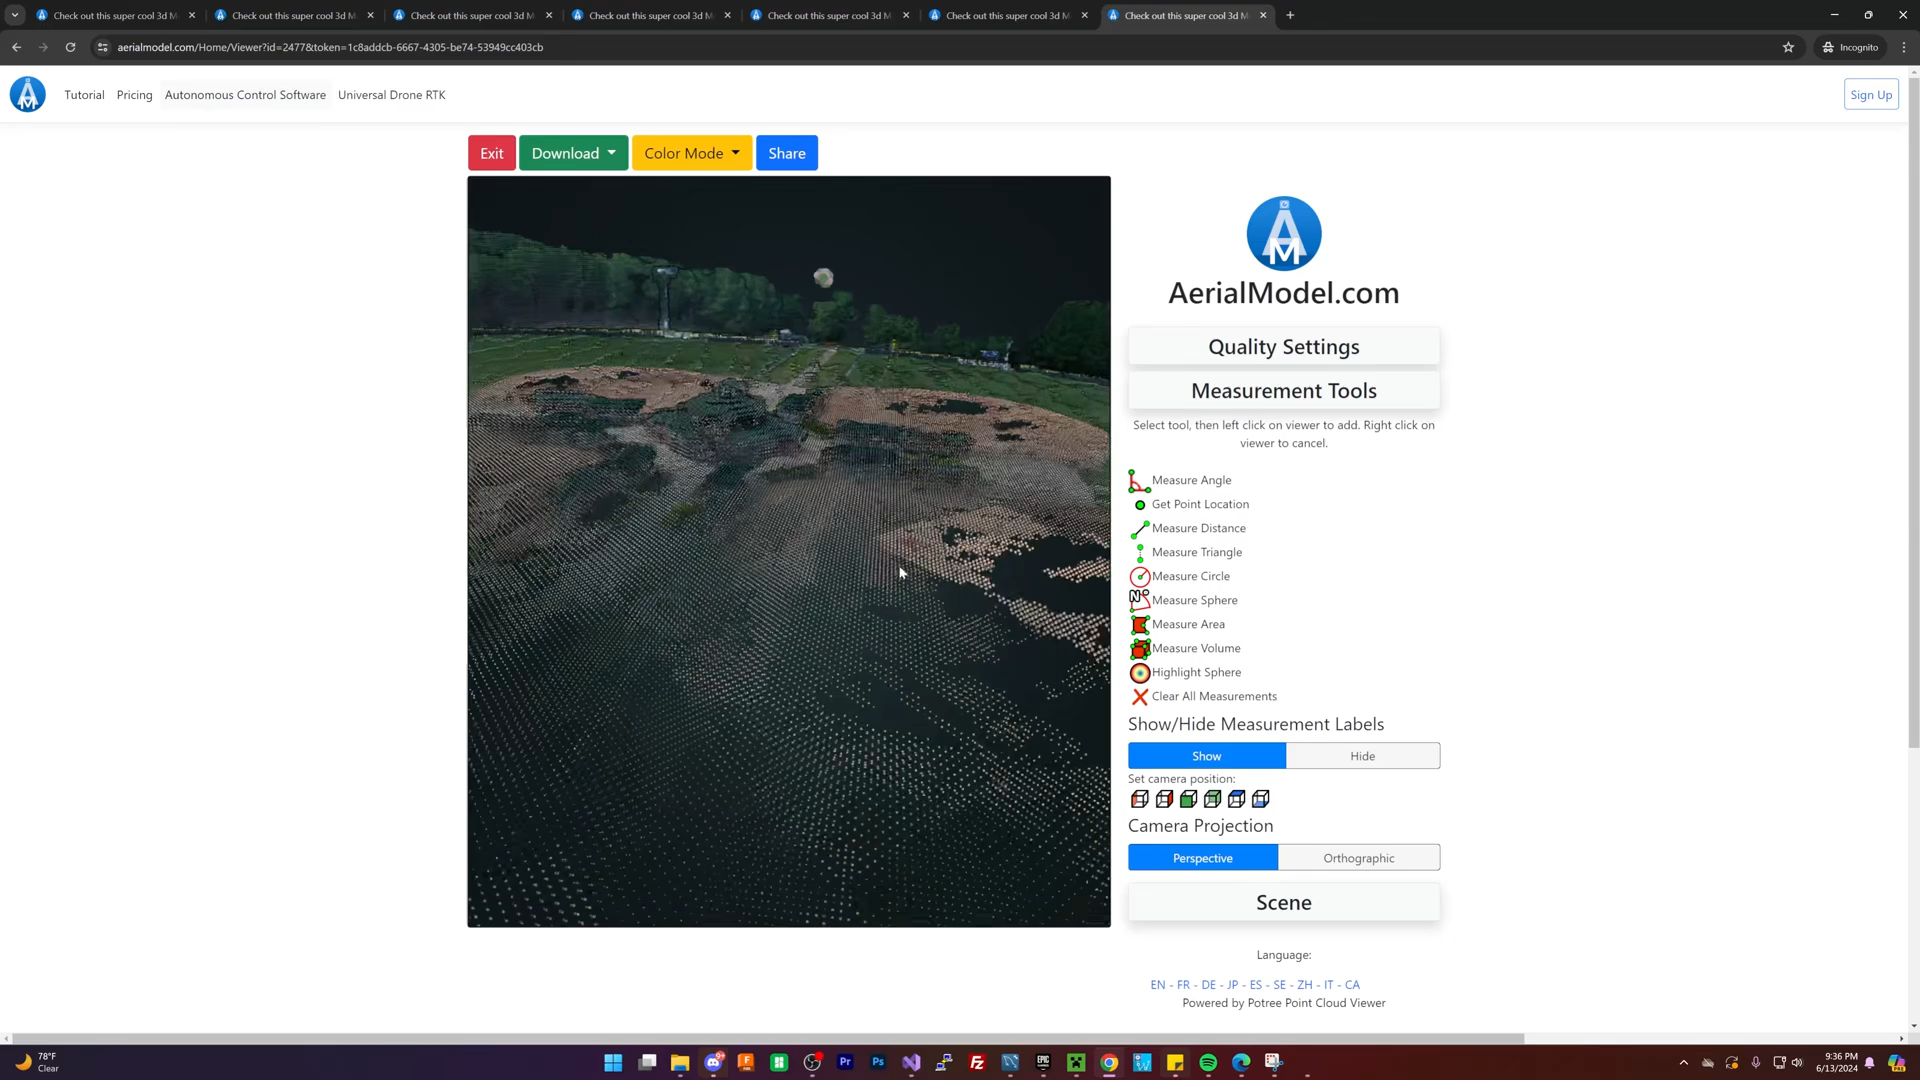 Check out this super cool 3d M
Check out this super cool 3d M
Check out this super cool 3d M
Check out this super cool 3d M
Check out this super cool 3d M
Check out this super cool 3d M
Check out this super cool 3d M
aerialmodel.com/Home/Viewer?id=2477&token=1c8addcb-6667-4305-be74-53949cc403cb
Incognito
AM
Tutorial
Pricing
Autonomous Control Software
Universal Drone RTK
Sign Up
Exit
Download
Color Mode
Share
AM
AerialModel.com
Quality Settings
Measurement Tools
Select tool, then left click on viewer to add. Right click on
viewer to cancel.
Measure Angle
Get Point Location
Measure Distance
Measure Triangle
Measure Circle
Measure Sphere
Measure Area
Measure Volume
Highlight Sphere
Clear All Measurements
Show/Hide Measurement Labels
Show
Hide
Set camera position:
Camera Projection
Perspective
Orthographic
Scene
Language:
EN - FR - DE - JP - ES - SE - ZH - IT - CA
Powered by Potree Point Cloud Viewer
78°F
Clear
Pr
Ps
EPIC
9:36 PM
6/13/2024